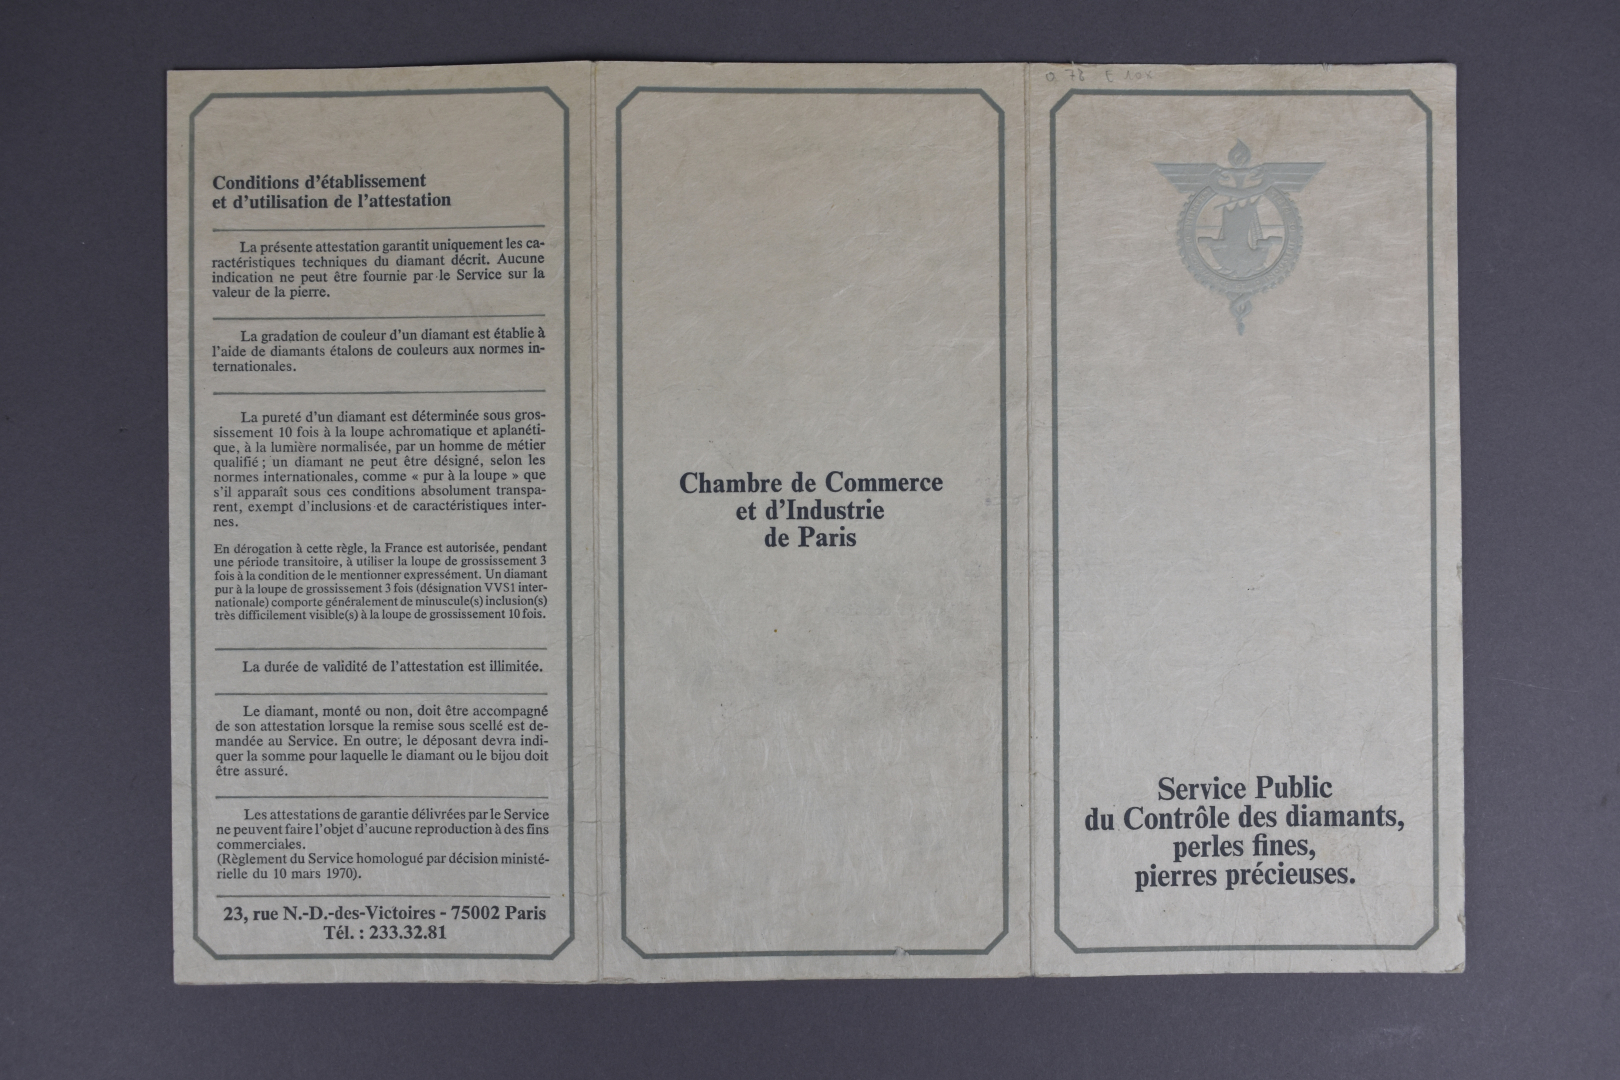 Conditions d'établissement
et d'utilisation de l'attestation
La présente attestation garantit uniquement les ca-
ractéristiques techniques du diamant décrit. Aucune
indication ne peut être fournie par le Service sur la
valeur de la pierre.
La gradation de couleur d'un diamant est établie à
l'aide de diamants étalons de couleurs aux normes in-
ternationales.
La pureté d'un diamant est déterminée sous gros-
sissement 10 fois à la loupe achromatique et aplanéti-
que, à la lumière normalisée, par un homme de métier
qualifié ; un diamant ne peut être désigné, selon les
normes internationales, comme « pur à la loupe » que
s'il apparaît sous ces conditions absolument transpa-
rent, exempt d'inclusions et de caractéristiques inter-
nes.
En dérogation à cette règle, la France est autorisée, pendant
une période transitoire, à utiliser la loupe de grossissement 3
fois à la condition de le mentionner expressément. Un diamant
pur à la loupe de grossissement 3 fois (désignation VVS1 inter-
nationale) comporte généralement de minuscule(s) inclusion(s)
très difficilement visible(s) à la loupe de grossissement 10 fois.
La durée de validité de l'attestation est illimitée.
Le diamant, monté ou non, doit être accompagné
de son attestation lorsque la remise sous scellé est de-
mandée au Service. En outre, le déposant devra indi-
quer la somme pour laquelle le diamant ou le bijou doit
être assuré.
Les attestations de garantie délivrées par le Service
ne peuvent faire l'objet d'aucune reproduction à des fins
commerciales.
(Règlement du Service homologué par décision ministé-
rielle du 10 mars 1970).
23, rue N.-D.-des-Victoires - 75002 Paris
Tél. : 233.32.81
Chambre de Commerce
et d'Industrie
de Paris
0.78 E 10x
Service Public
du Contrôle des diamants,
perles fines,
pierres précieuses.